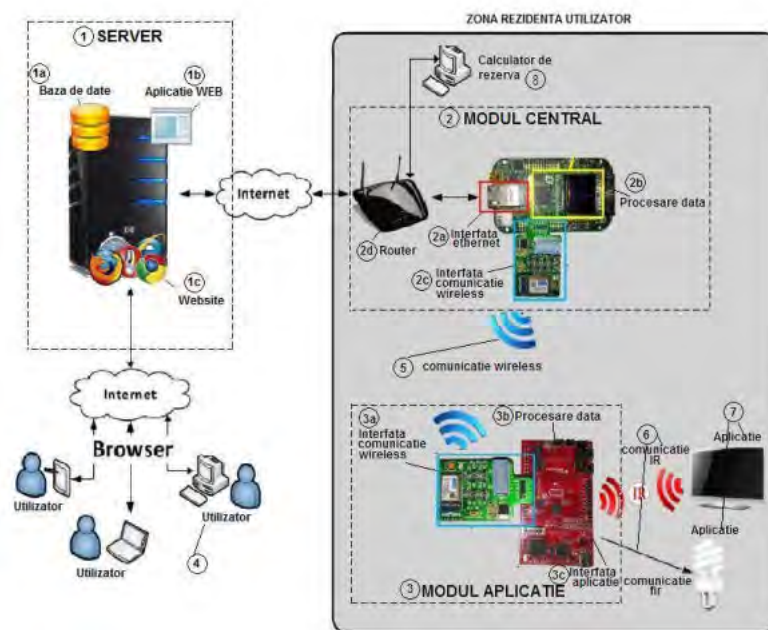 ZONA REZIDENTA UTILIZATOR
1 SERVER
1a
Baza de date
1b
Aplicatie WEB
1c
Website
Internet
Calculator de
rezerva 8
2 MODUL CENTRAL
2b
Procesare data
2a Interfata
ethernet
2d Router
2c Interfata
comunicatie
wireless
5 comunicatie wireless
Internet
Browser
Utilizator
Utilizator
Utilizator
4
3a
Interfata
comunicatie
wireless
3b Procesare data
6
comunicatie
IR
IR
7
Aplicatie
Aplicatie
3c Interfata
aplicatie
comunicatie
fir
3 MODUL APLICATIE